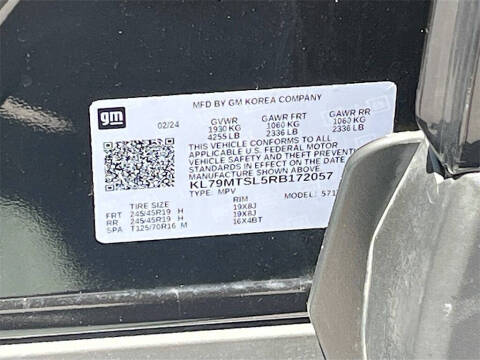 MFD BY GM KOREA COMPANY
gm
02/24
GVWR GAWR FRT GAWR RR
1930 KG 1060 KG 1060 KG
4255 LB 2336 LB 2336 LB
THIS VEHICLE CONFORMS TO ALL
APPLICABLE U.S. FEDERAL MOTOR
VEHICLE SAFETY AND THEFT PREVENTION
STANDARDS IN EFFECT ON THE DATE OF
MANUFACTURE SHOWN ABOVE.
KL79MTSL5RB172057
TYPE: MPV 571
TIRE SIZE RIM
FRT 245/45R19 H 19X8J
RR 245/45R19 H 19X8J
SPA T125/70R16 M 16X4BT